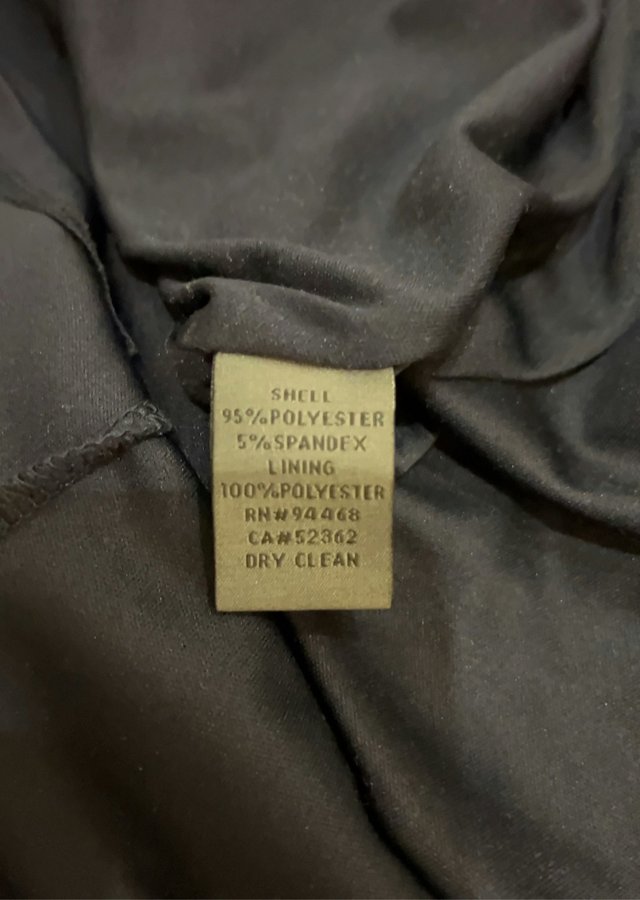 SHELL
95%POLYESTER
5%SPANDEX
LINING
100%POLYESTER
RN#94468
CA#52362
DRY CLEAN